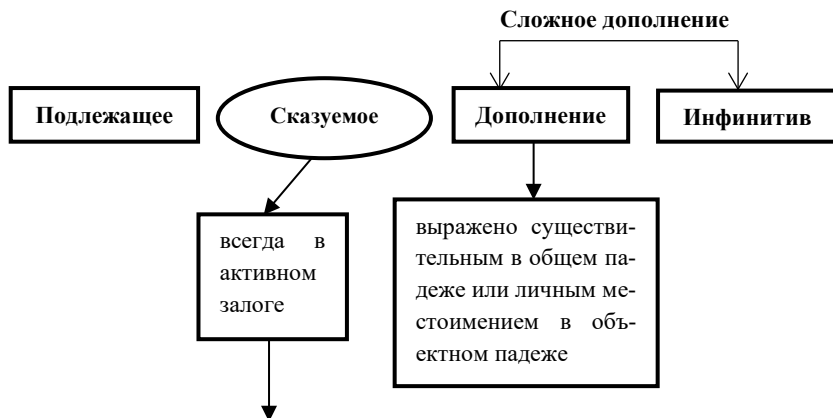 Сложное дополнение
Подлежащее
Сказуемое
Дополнение
Инфинитив
всегда в
активном
залоге
выражено существи-
тельным в общем па-
деже или личным ме-
стоимением в объ-
ектном падеже